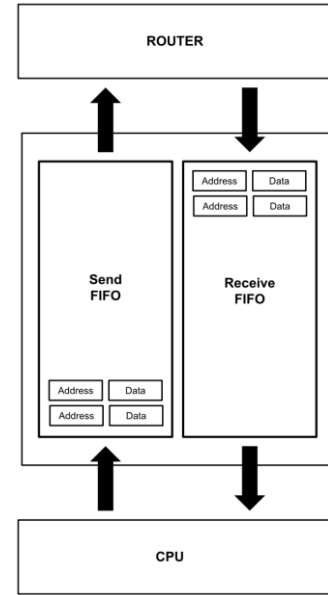 ROUTER
Address Data
Address Data
Send
FIFO
Receive
FIFO
Address Data
Address Data
CPU